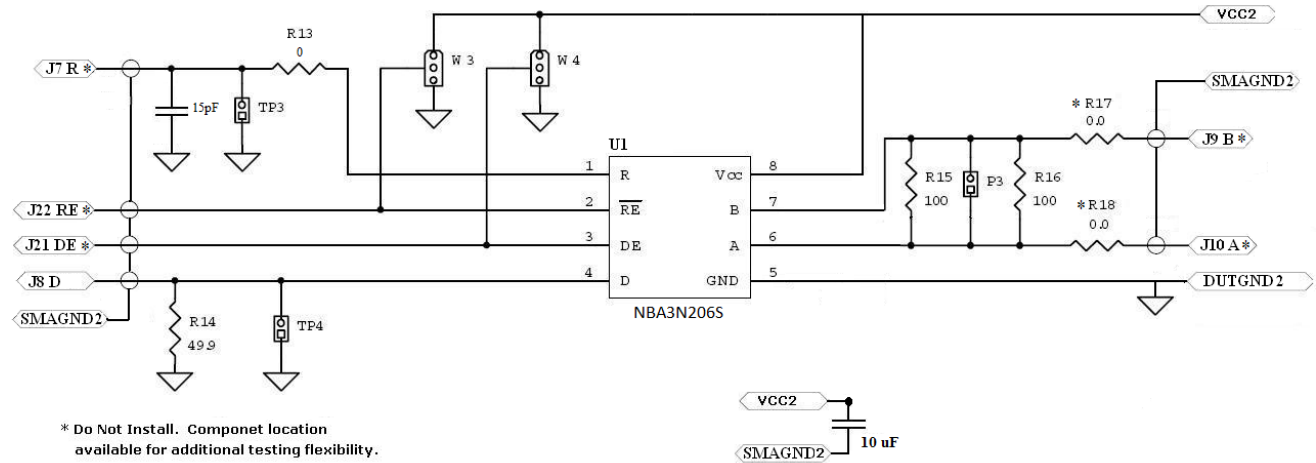 VCC2
R13
0
W 3
W 4
J7 R *
SMAGND2
15pF
TP3
* R17
0.0
J9 B *
U1
1
R
Vcc
8
R15
100
P3
R16
100
J22 RE *
2
RE
B
7
*R18
0.0
J21 DE *
3
DE
A
6
J10 A*
J8 D
4
D
GND
5
DUTGND2
NBA3N206S
SMAGND2
R14
49.9
TP4
VCC2
10 uF
SMAGND2
* Do Not Install. Componet location
available for additional testing flexibility.